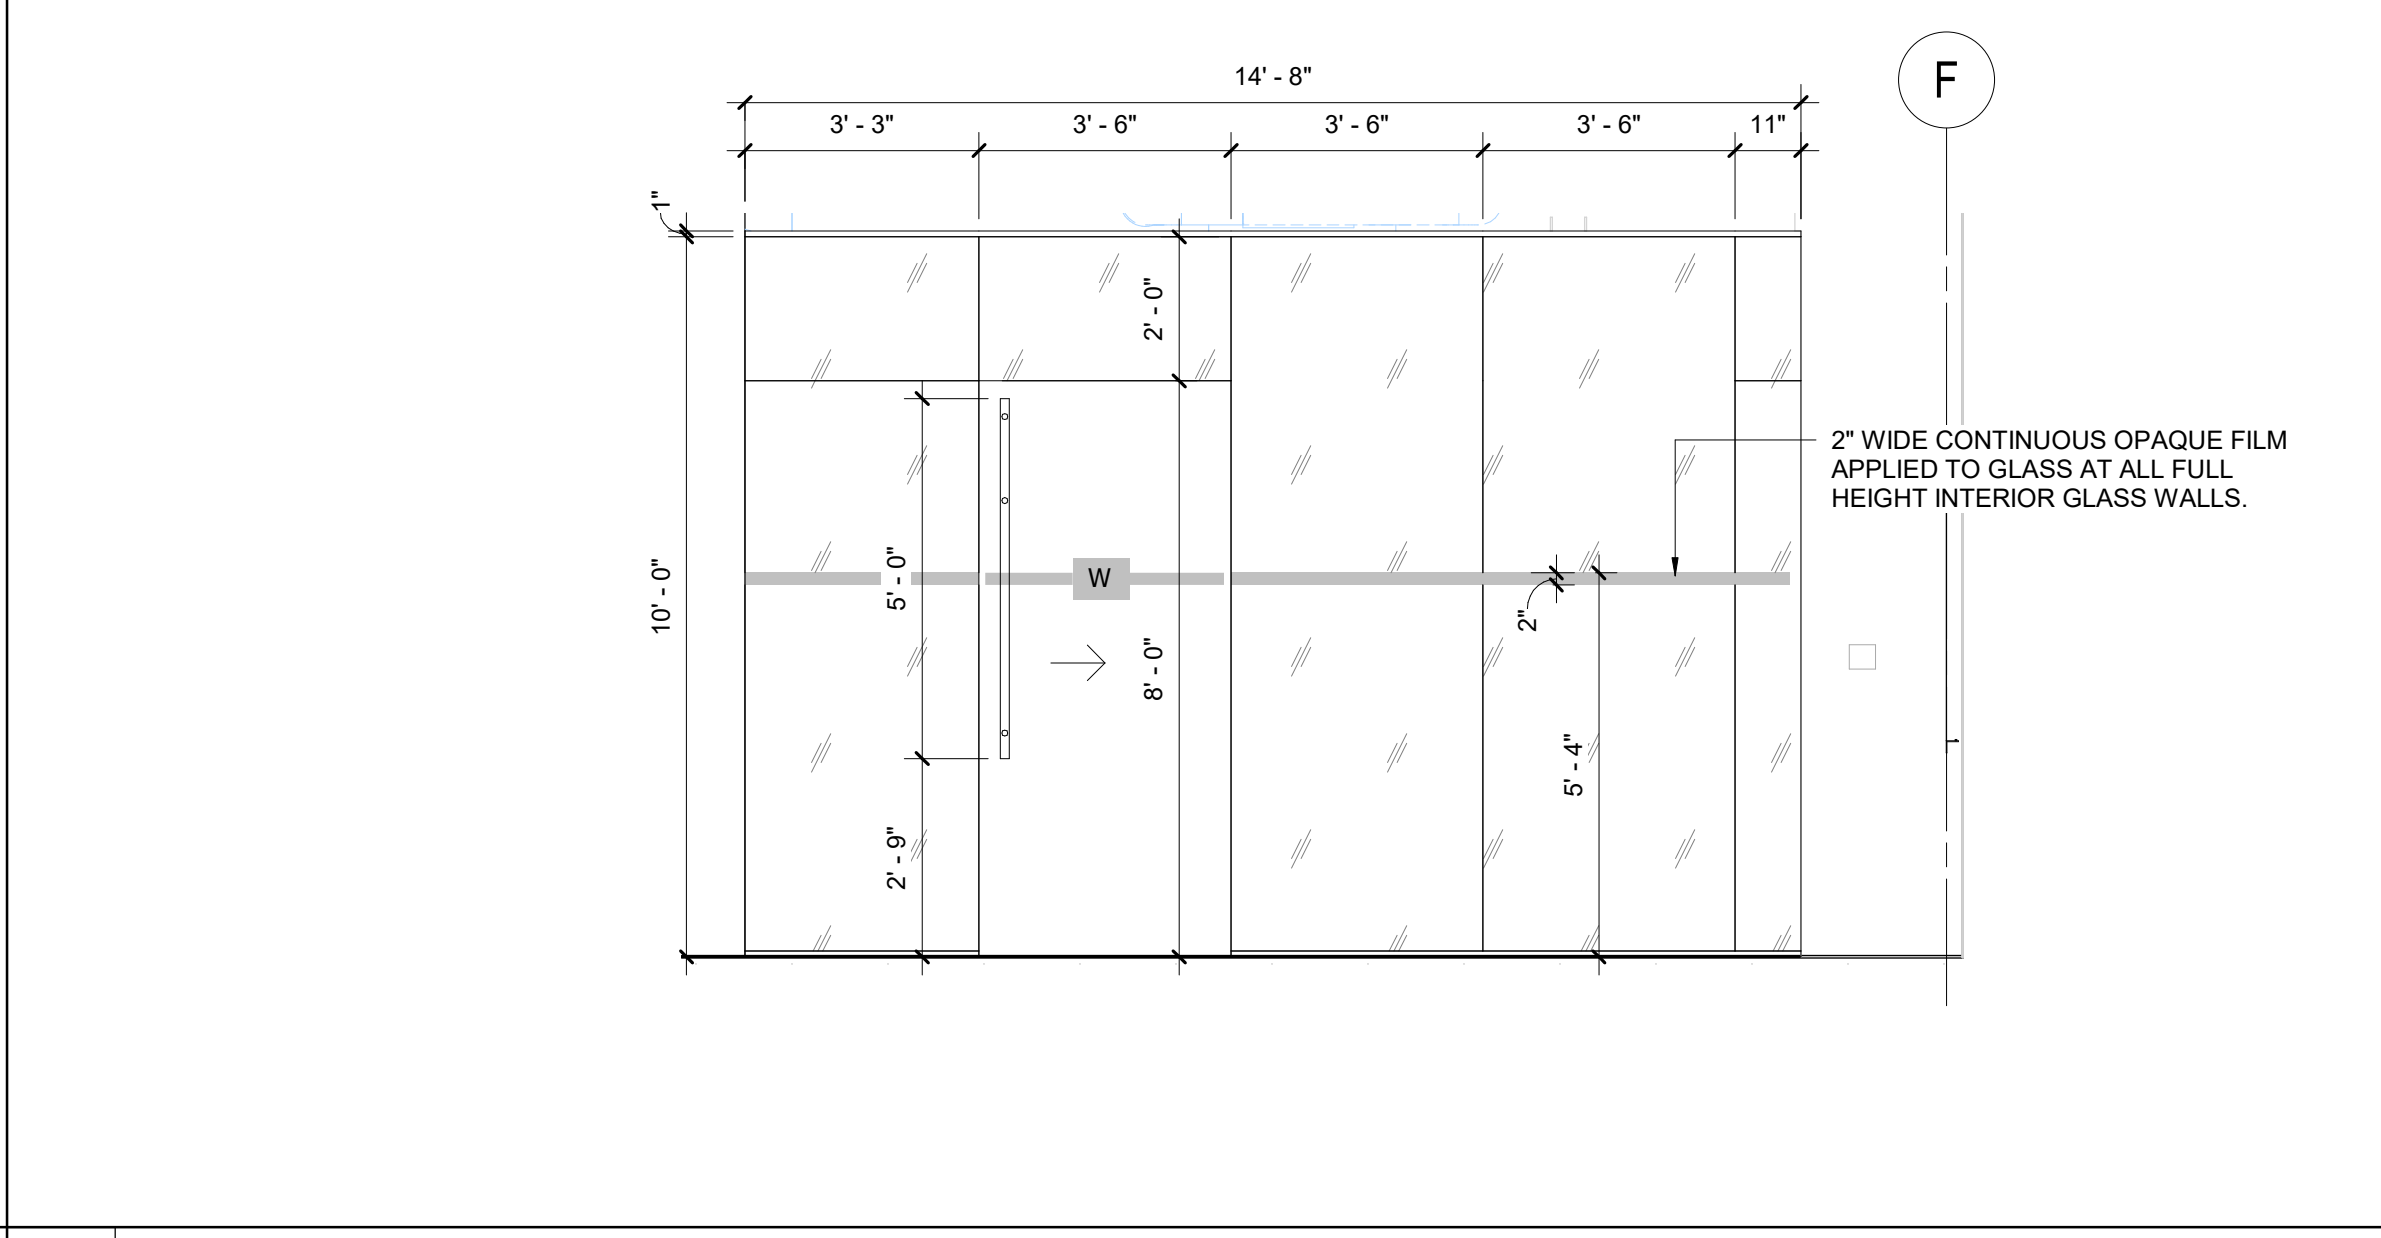 14' - 8"
F
3' - 3"
3' - 6"
3' - 6"
3' - 6"
11"
1"
2' - 0"
2" WIDE CONTINUOUS OPAQUE FILM
APPLIED TO GLASS AT ALL FULL
HEIGHT INTERIOR GLASS WALLS.
10' - 0"
5' - 0"
W
2"
8' - 0"
5' - 4"
2' - 9"